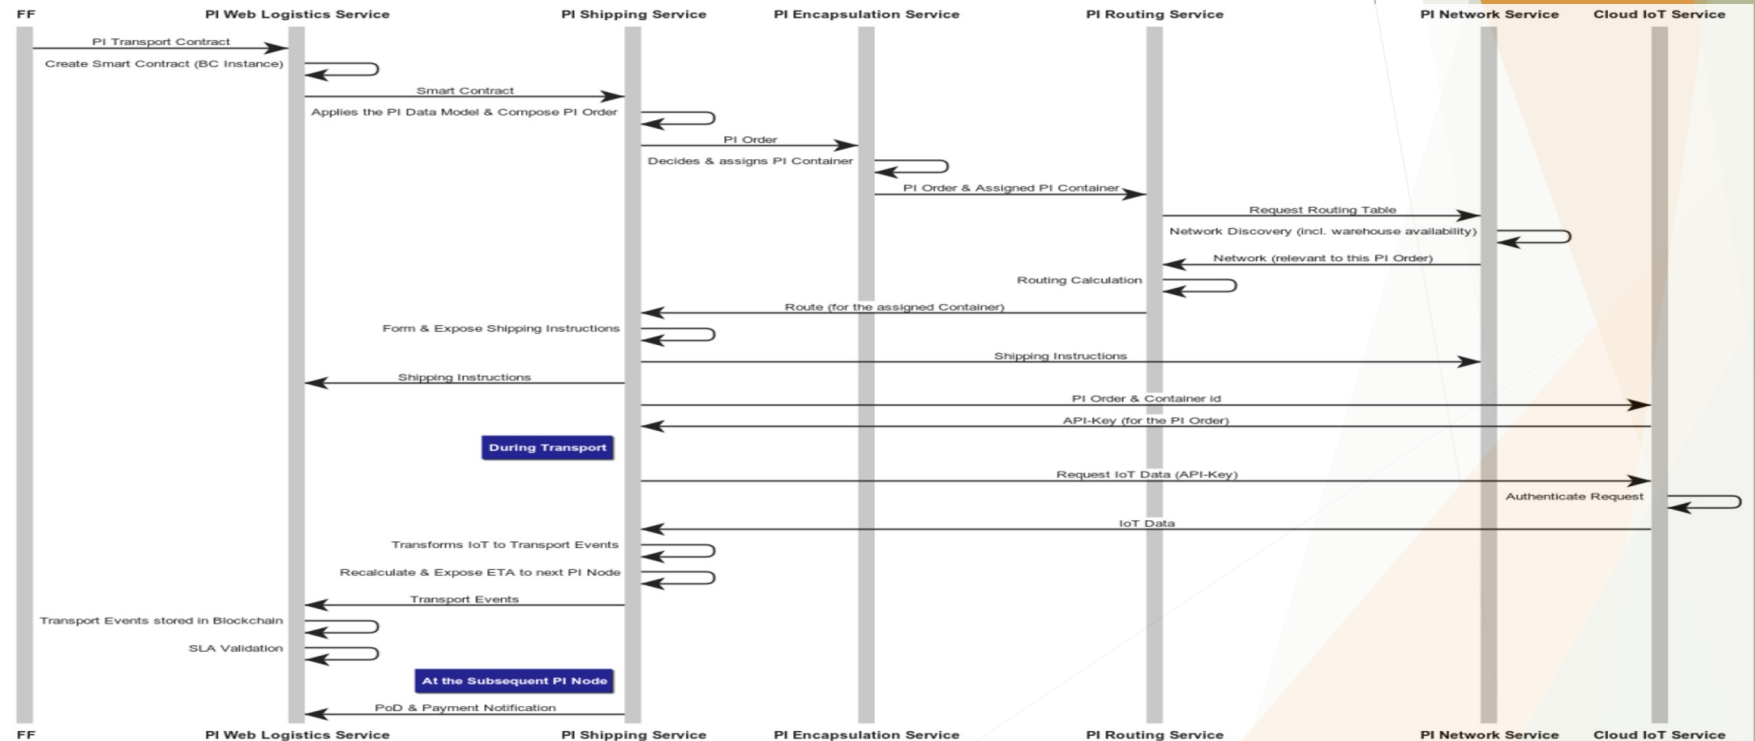 FF PI Web Logistics Service PI Shipping Service PI Encapsulation Service PI Routing Service PI Network Service Cloud IoT Service
PI Transport Contract
Create Smart Contract (BC Instance)
Smart Contract
Applies the PI Data Model & Compose PI Order
PI Order
Decides & assigns PI Container
PI Order & Assigned PI Container
Request Routing Table
Network Discovery (incl. warehouse availability)
Network (relevant to this PI Order)
Routing Calculation
Route (for the assigned Container)
Form & Expose Shipping Instructions
Shipping Instructions
Shipping Instructions
PI Order & Container id
API-Key (for the PI Order)
During Transport
Request IoT Data (API-Key)
Authenticate Request
IoT Data
Transforms IoT to Transport Events
Recalculate & Expose ETA to next PI Node
Transport Events
Transport Events stored in Blockchain
SLA Validation
At the Subsequent PI Node
PoD & Payment Notification
FF PI Web Logistics Service PI Shipping Service PI Encapsulation Service PI Routing Service PI Network Service Cloud IoT Service